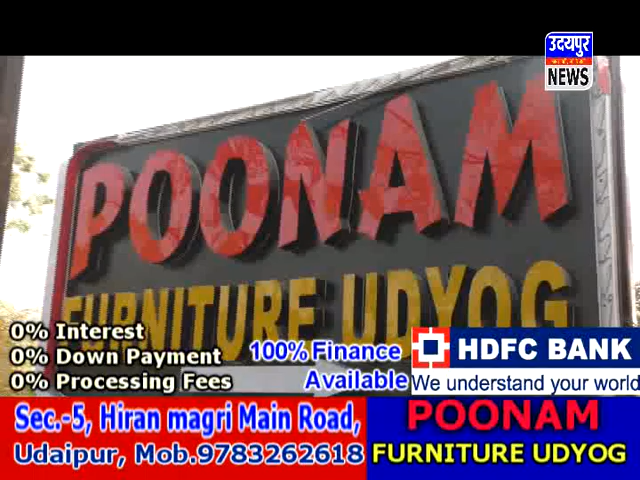 उदयपुर
NEWS
POONAM
FURNITURE UDYOG
0% Interest
0% Down Payment
0% Processing Fees
100% Finance
Available
HDFC BANK
We understand your world
Sec.-5, Hiran magri Main Road,
Udaipur, Mob.9783262618
POONAM
FURNITURE UDYOG